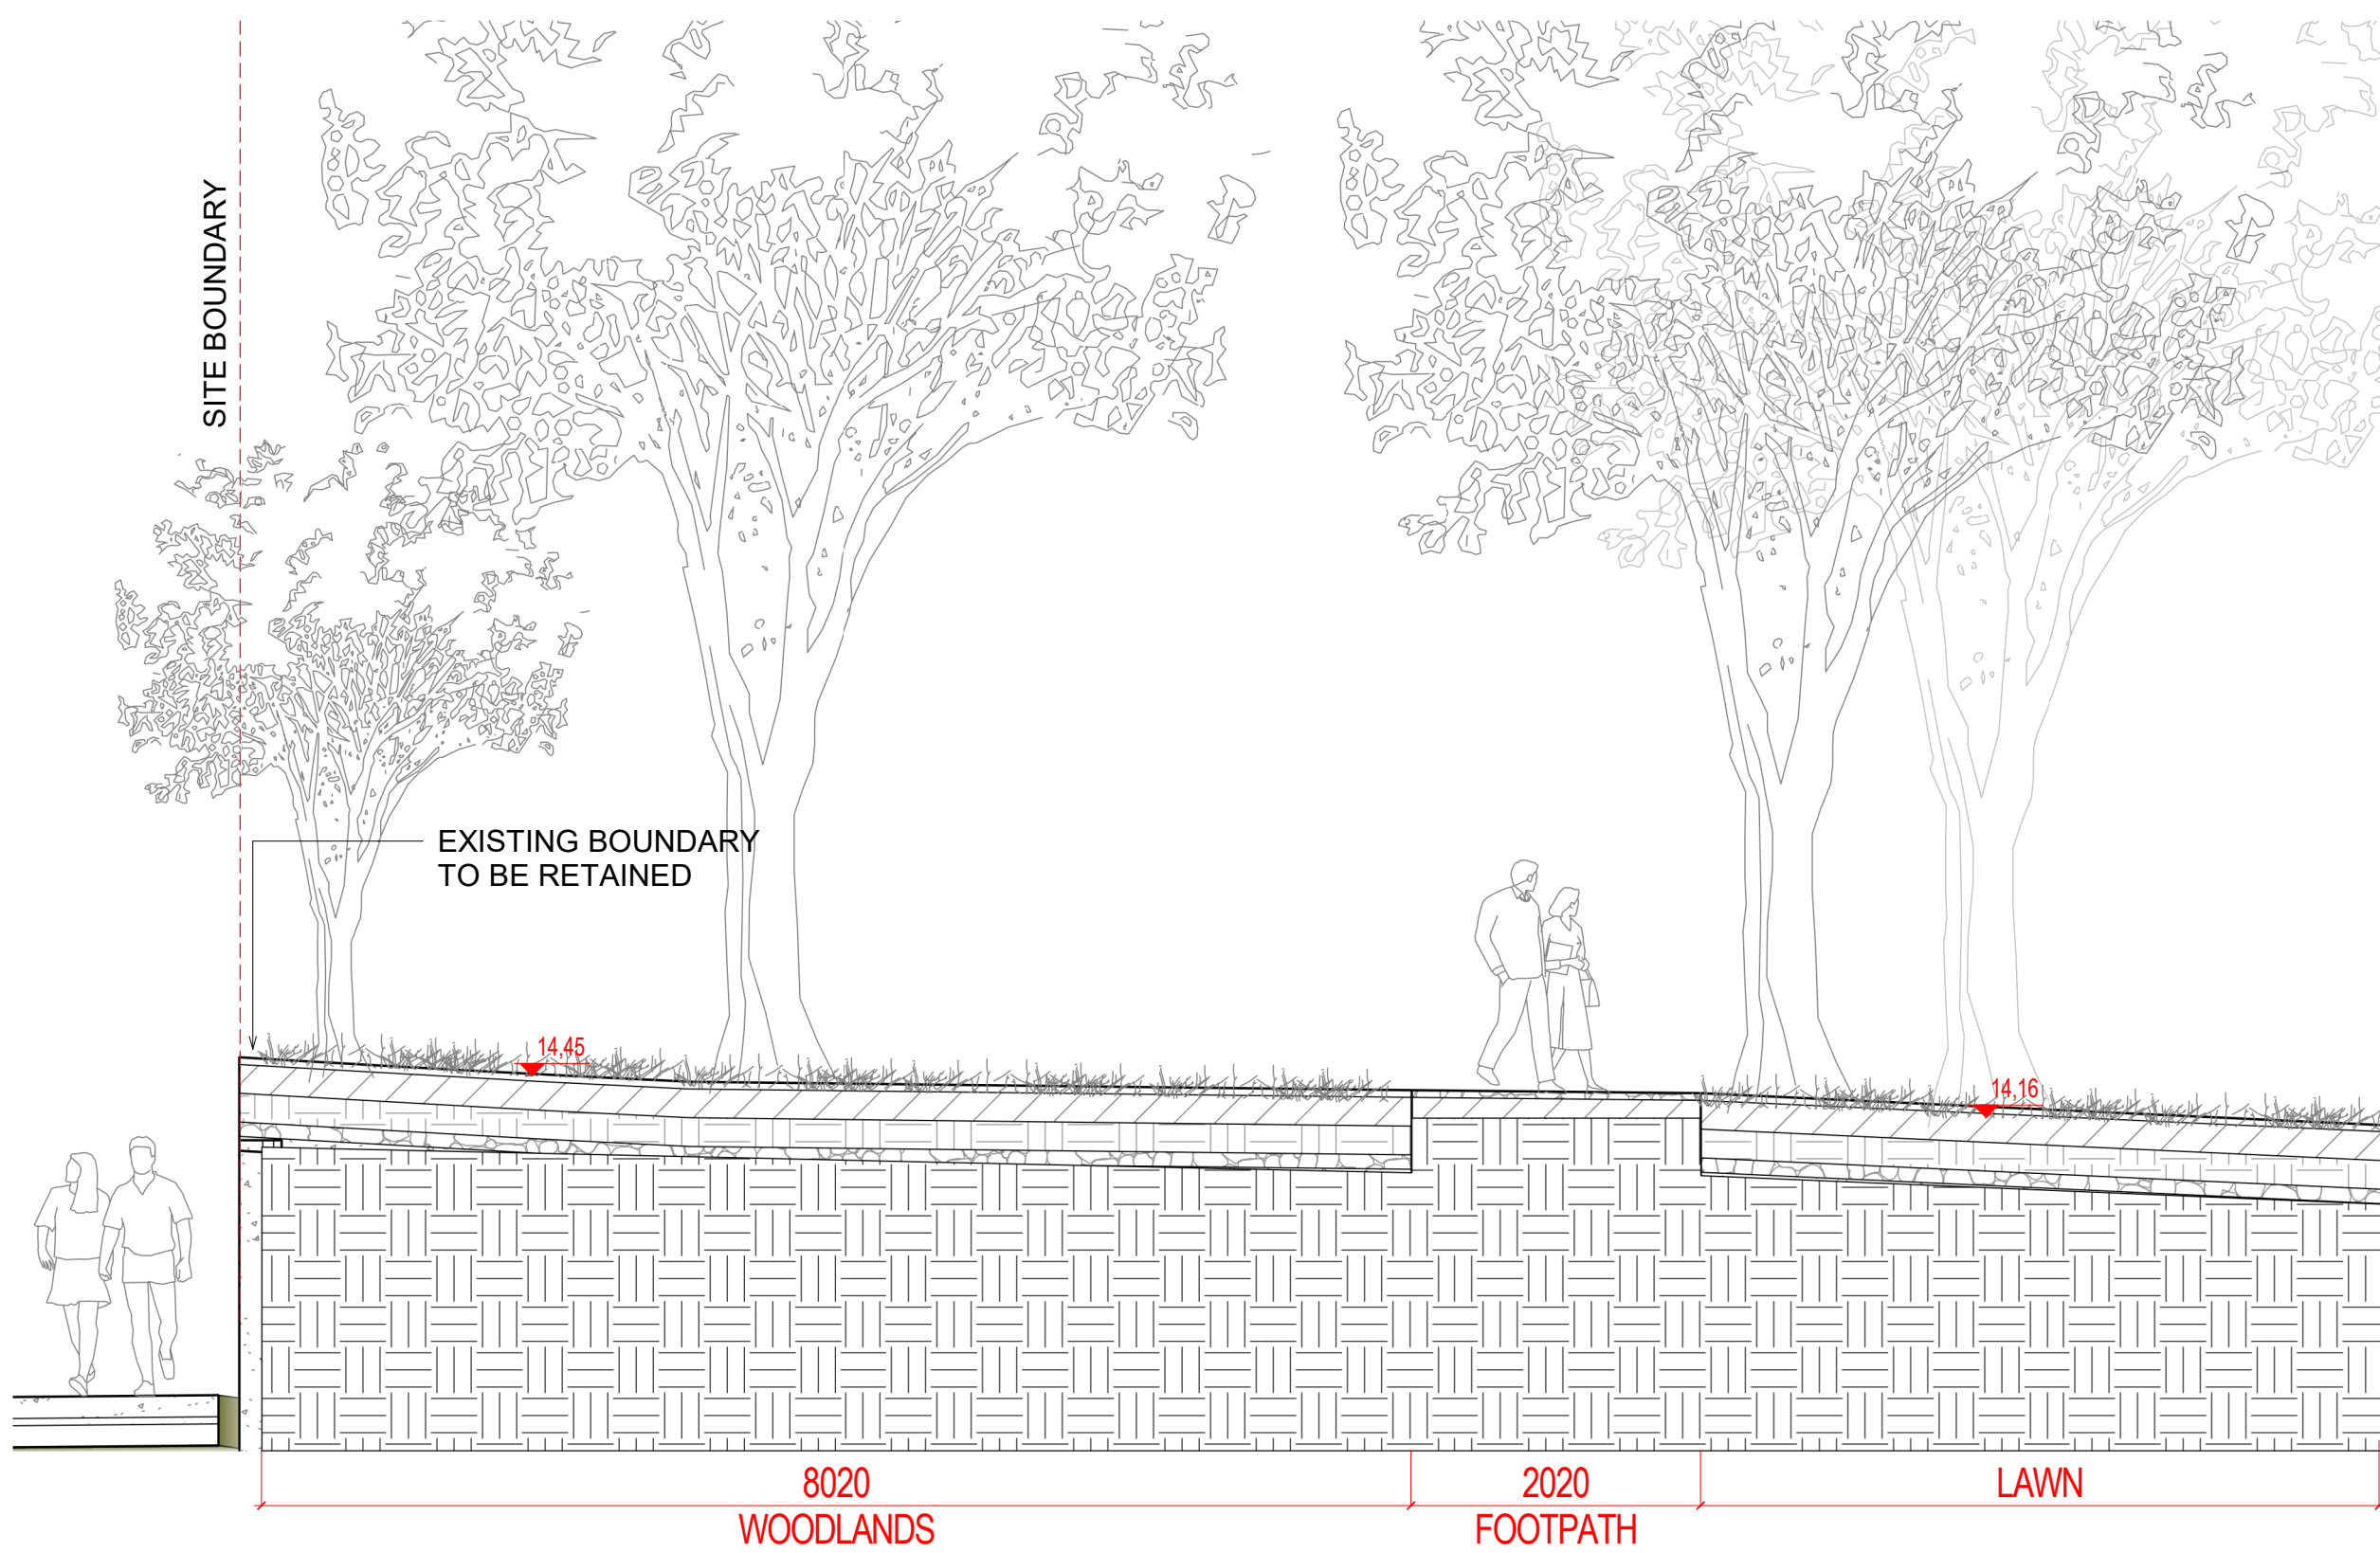 SITE BOUNDARY
EXISTING BOUNDARY
TO BE RETAINED
14,45
14,16
8020
2020
LAWN
WOODLANDS
FOOTPATH